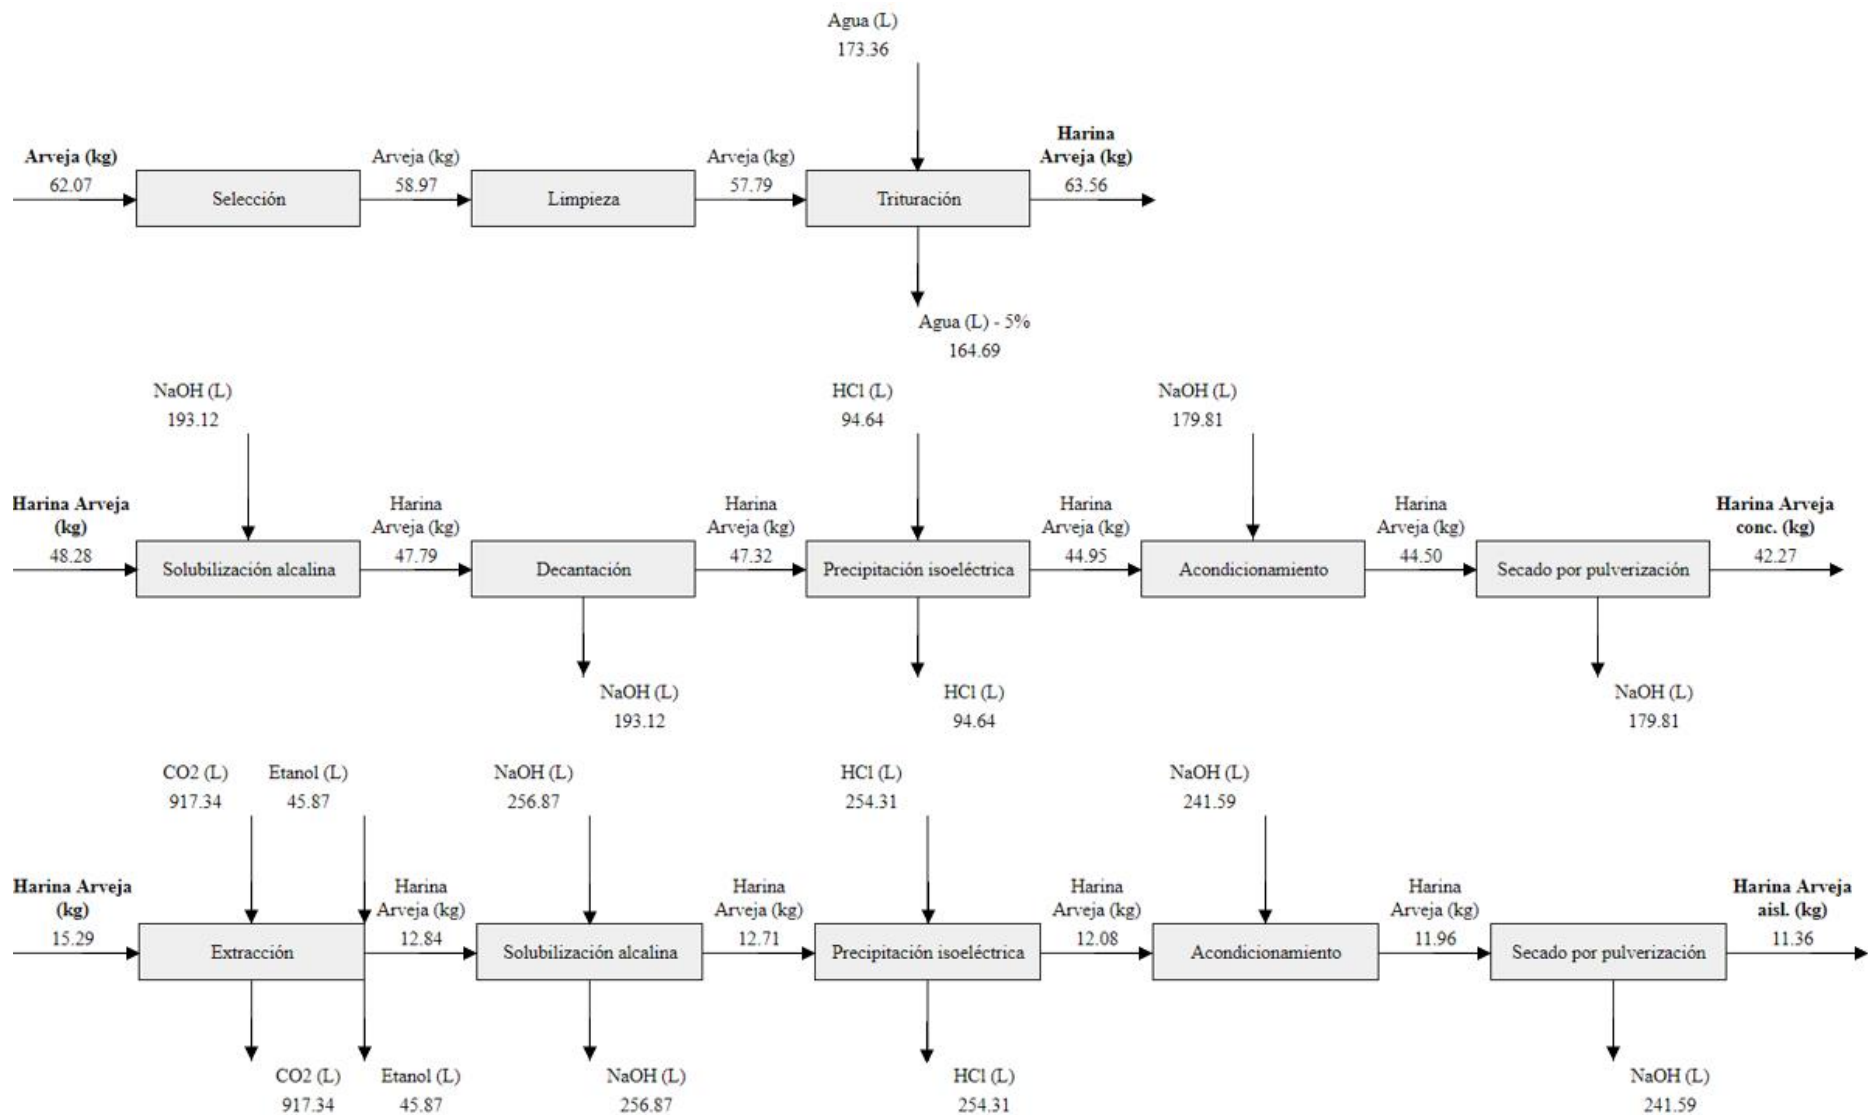 Agua (L)
173.36
Arveja (kg)
62.07
Selección
Arveja (kg)
58.97
Limpieza
Arveja (kg)
57.79
Trituración
Harina
Arveja (kg)
63.56
Agua (L) - 5%
164.69
NaOH (L)
193.12
HCl (L)
94.64
NaOH (L)
179.81
Harina Arveja
(kg)
48.28
Solubilización alcalina
Harina
Arveja (kg)
47.79
Decantación
Harina
Arveja (kg)
47.32
Precipitación isoeléctrica
Harina
Arveja (kg)
44.95
Acondicionamiento
Harina
Arveja (kg)
44.50
Secado por pulverización
Harina Arveja
conc. (kg)
42.27
NaOH (L)
193.12
HCl (L)
94.64
NaOH (L)
179.81
CO2 (L)
917.34
Etanol (L)
45.87
NaOH (L)
256.87
HCl (L)
254.31
NaOH (L)
241.59
Harina Arveja
(kg)
15.29
Extracción
Harina
Arveja (kg)
12.84
Solubilización alcalina
Harina
Arveja (kg)
12.71
Precipitación isoeléctrica
Harina
Arveja (kg)
12.08
Acondicionamiento
Harina
Arveja (kg)
11.96
Secado por pulverización
Harina Arveja
aisl. (kg)
11.36
CO2 (L)
917.34
Etanol (L)
45.87
NaOH (L)
256.87
HCl (L)
254.31
NaOH (L)
241.59